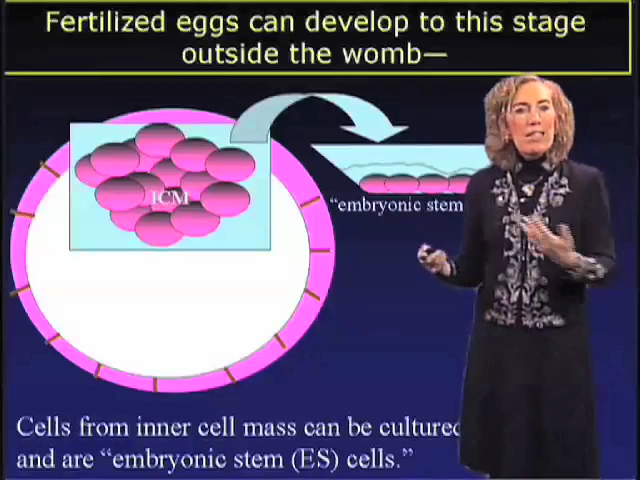 Fertilized eggs can develop to this stage
outside the womb—
ICM
"embryonic stem
Cells from inner cell mass can be cultured
and are "embryonic stem (ES) cells."